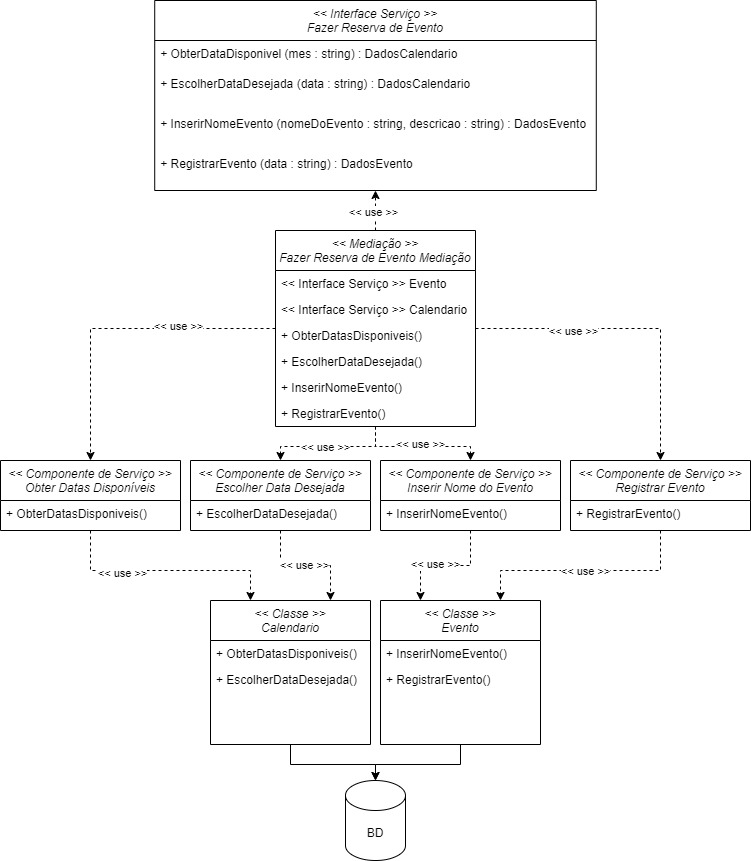 << Interface Serviço >>
Fazer Reserva de Evento
+ ObterDataDisponivel (mes : string) : DadosCalendario
+ EscolherDataDesejada (data : string) : DadosCalendario
+ InserirNomeEvento (nomeDoEvento : string, descricao : string) : DadosEvento
+ RegistrarEvento (data : string) : DadosEvento
<< use >>
<< Mediação >>
Fazer Reserva de Evento Mediação
<< Interface Serviço >> Evento
<< Interface Serviço >> Calendario
+ ObterDatasDisponiveis()
+ EscolherDataDesejada()
+ InserirNomeEvento()
+ RegistrarEvento()
<< use >>
<< use >>
<< use >>
<< use >>
<< Componente de Serviço >>
Obter Datas Disponíveis
+ ObterDatasDisponiveis()
<< Componente de Serviço >>
Escolher Data Desejada
+ EscolherDataDesejada()
<< Componente de Serviço >>
Inserir Nome do Evento
+ InserirNomeEvento()
<< Componente de Serviço >>
Registrar Evento
+ RegistrarEvento()
<< use >>
<< use >>
<< use >>
<< use >>
<< Classe >>
Calendario
+ ObterDatasDisponiveis()
+ EscolherDataDesejada()
<< Classe >>
Evento
+ InserirNomeEvento()
+ RegistrarEvento()
BD